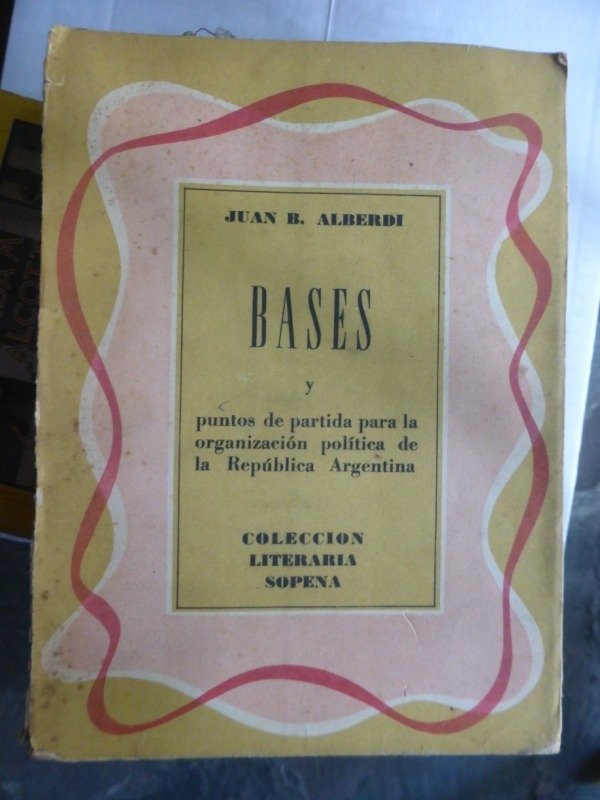 JUAN B. ALBERDI
BASES
y
puntos de partida para la
organización política de
la República Argentina
COLECCION
LITERARIA
SOPENA